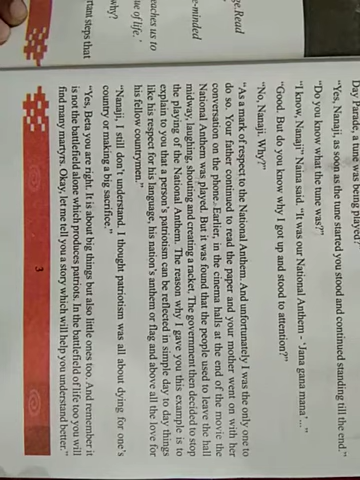 ge.Read
e-minded
eaches us to
ue of life.'
why?
rtant steps that
Day Parade, a tune was being played?"
"Yes, Nanaji, as soon as the tune started you stood and continued standing till the end."
"Do you know what the tune was?"
"I know, Nanaji" Naina said. "It was our National Anthem - 'Jana gana mana'..."
"Good. But do you know why I got up and stood to attention?"
"No, Nanaji. Why?"
"As a mark of respect to the National Anthem. And unfortunately I was the only one to
do so. Your father continued to read the paper and your mother went on with her
conversation on the phone. Earlier, in the cinema halls at the end of the movie the
National Anthem was played. But it was found that the people used to leave the hall
midway, laughing, shouting and creating a racket. The government then decided to stop
the playing of the National Anthem. The reason why I gave you this example is to
explain to you that a person's patriotism can be reflected in simple day to day things
like his respect for his language, his nation's anthem or flag and above all the love for
his fellow countrymen."
"Nanaji, I still don't understand. I thought patriotism was all about dying for one's
country or making a big sacrifice."
"Yes, Beta you are right. It is about big things but also little ones too. And remember it
is not the battlefield alone which produces patriots. In the battlefield of life too you will
find many martyrs. Okay, let me tell you a story which will help you understand better."
3